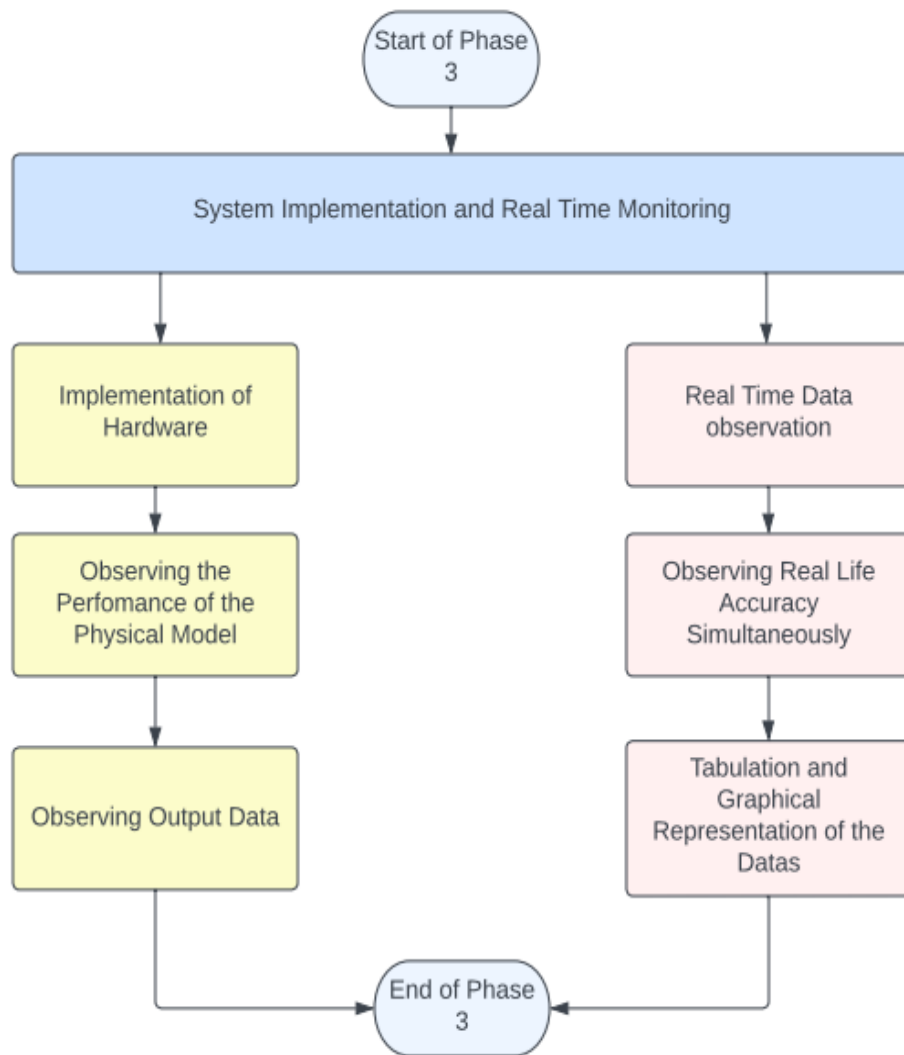 Start of Phase
3
System Implementation and Real Time Monitoring
Implementation of
Hardware
Real Time Data
observation
Observing the
Perfomance of the
Physical Model
Observing Real Life
Accuracy
Simultaneously
Observing Output Data
Tabulation and
Graphical
Representation of the
Datas
End of Phase
3